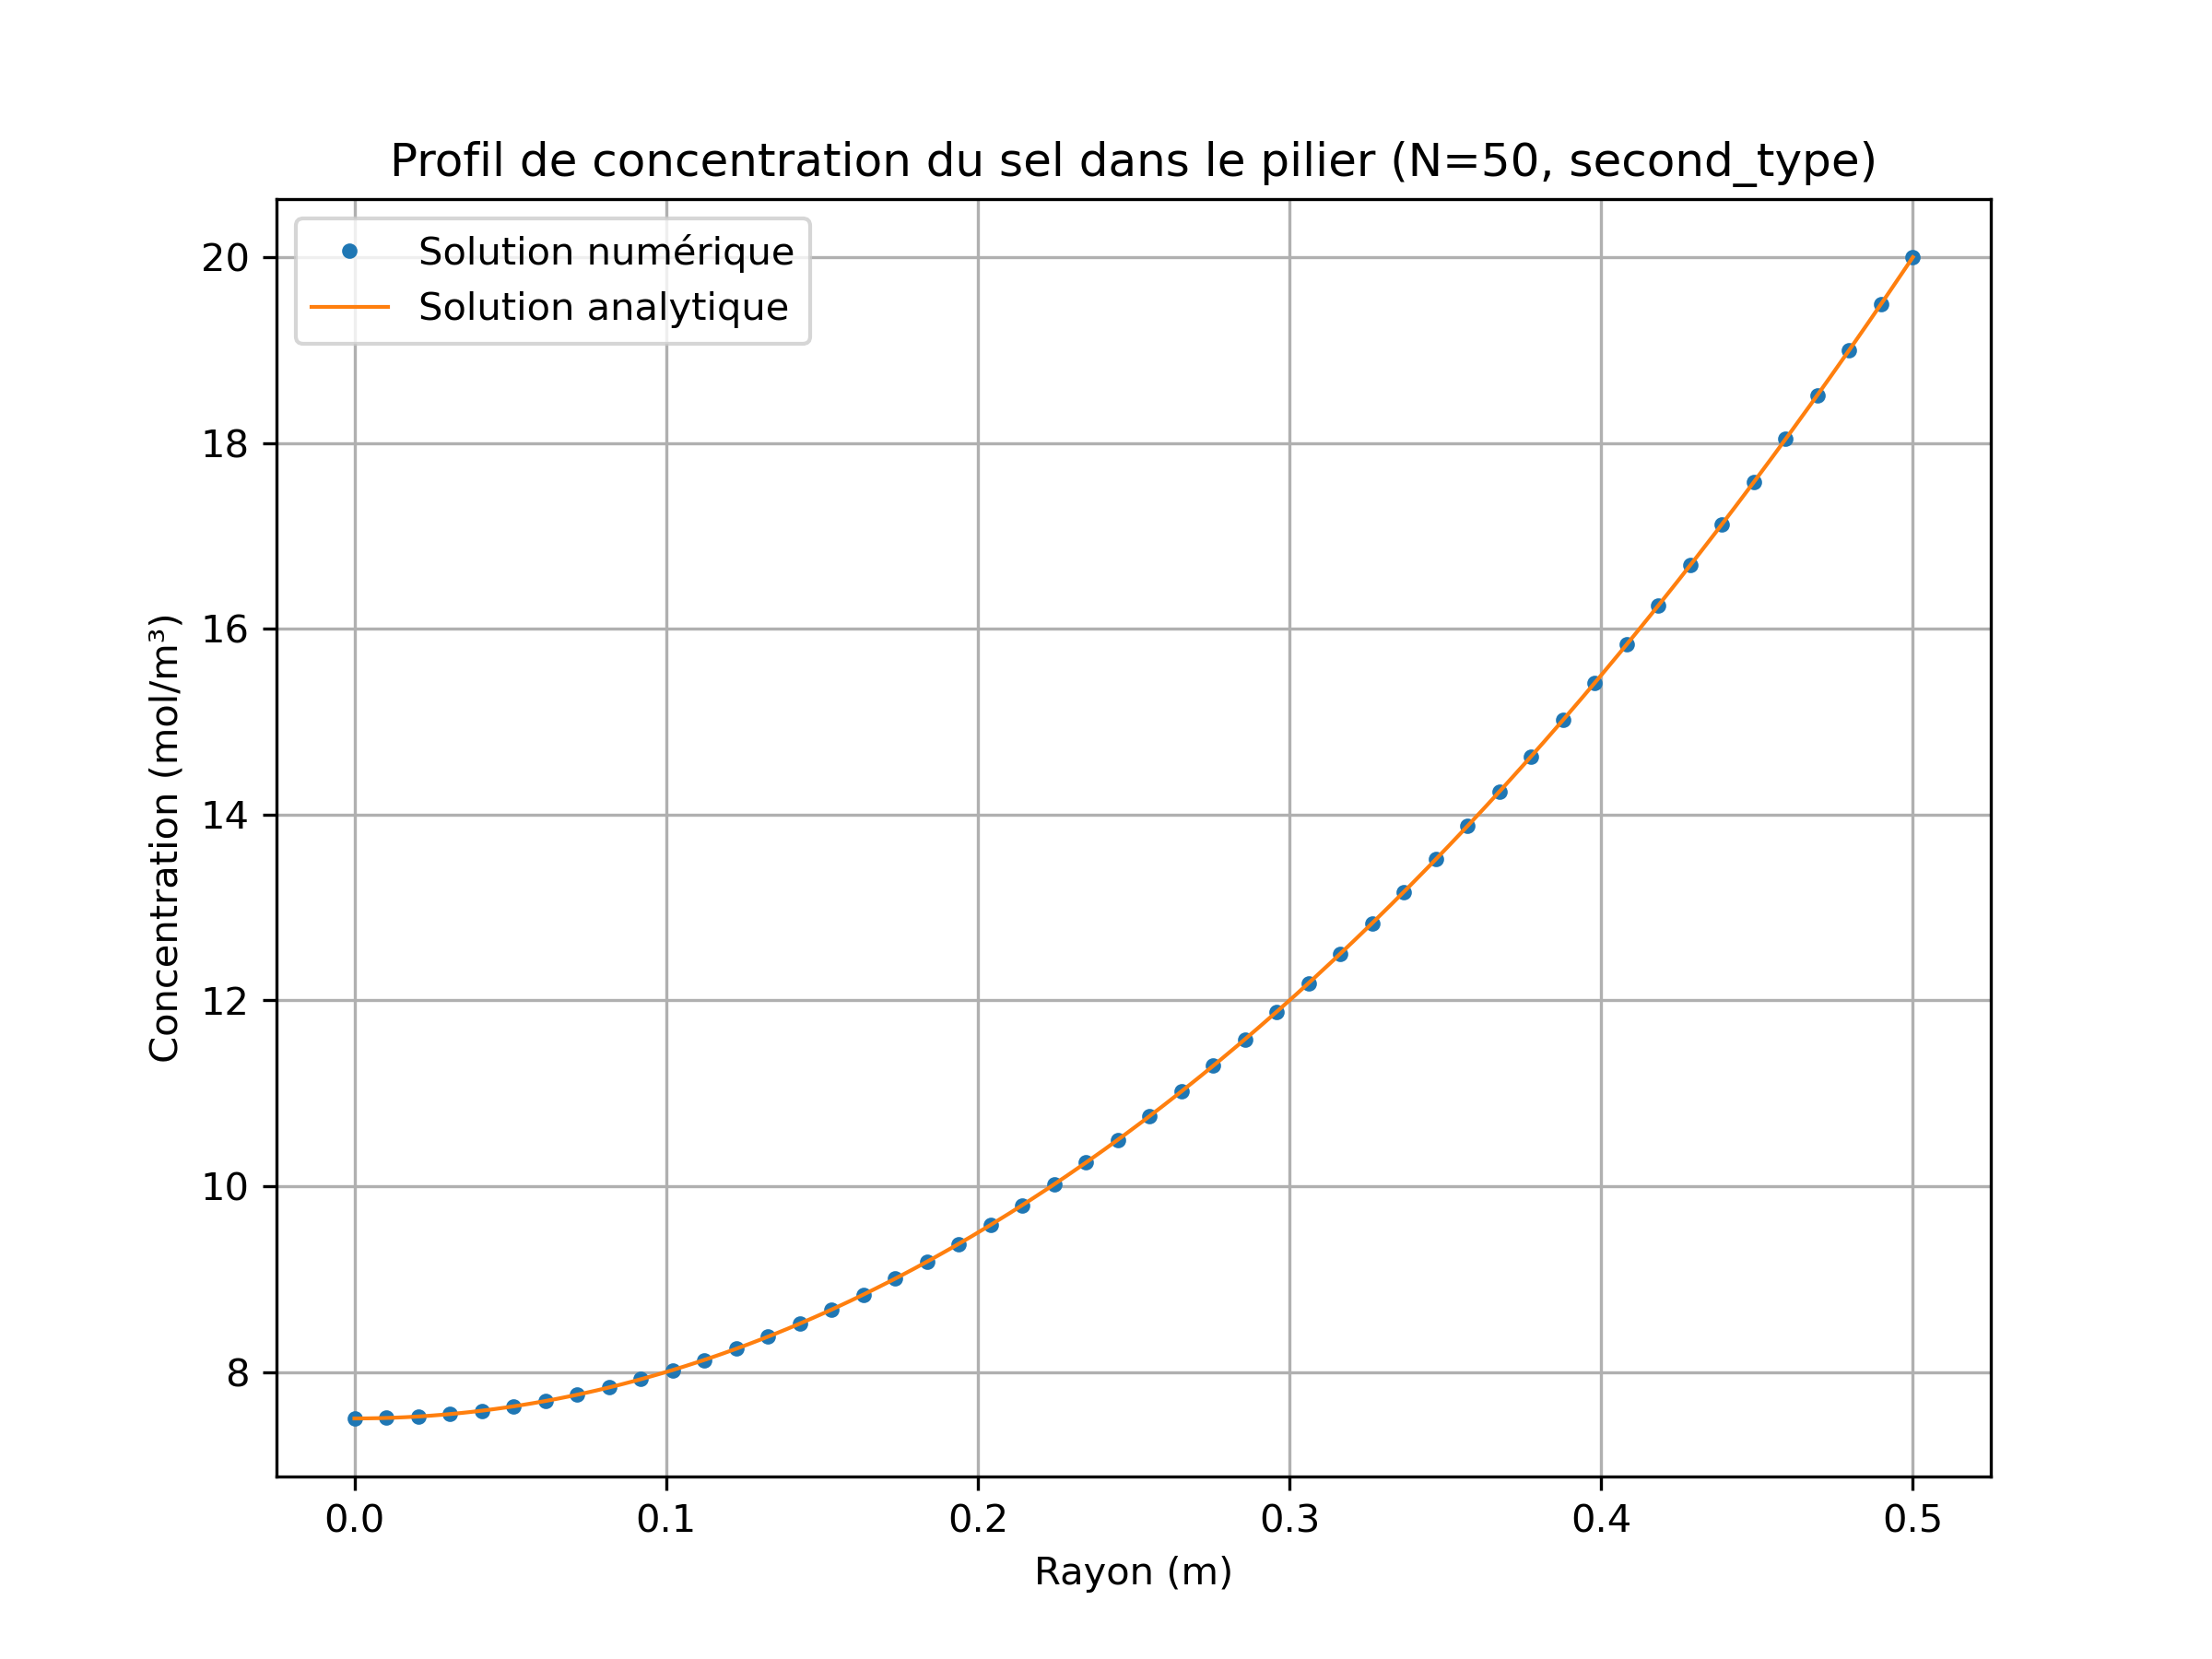 Profil de concentration du sel dans le pilier (N=50, second_type)
Solution numérique
Solution analytique
Concentration (mol/m³)
20
18
16
14
12
10
8
0.0 0.1 0.2 0.3 0.4 0.5
Rayon (m)